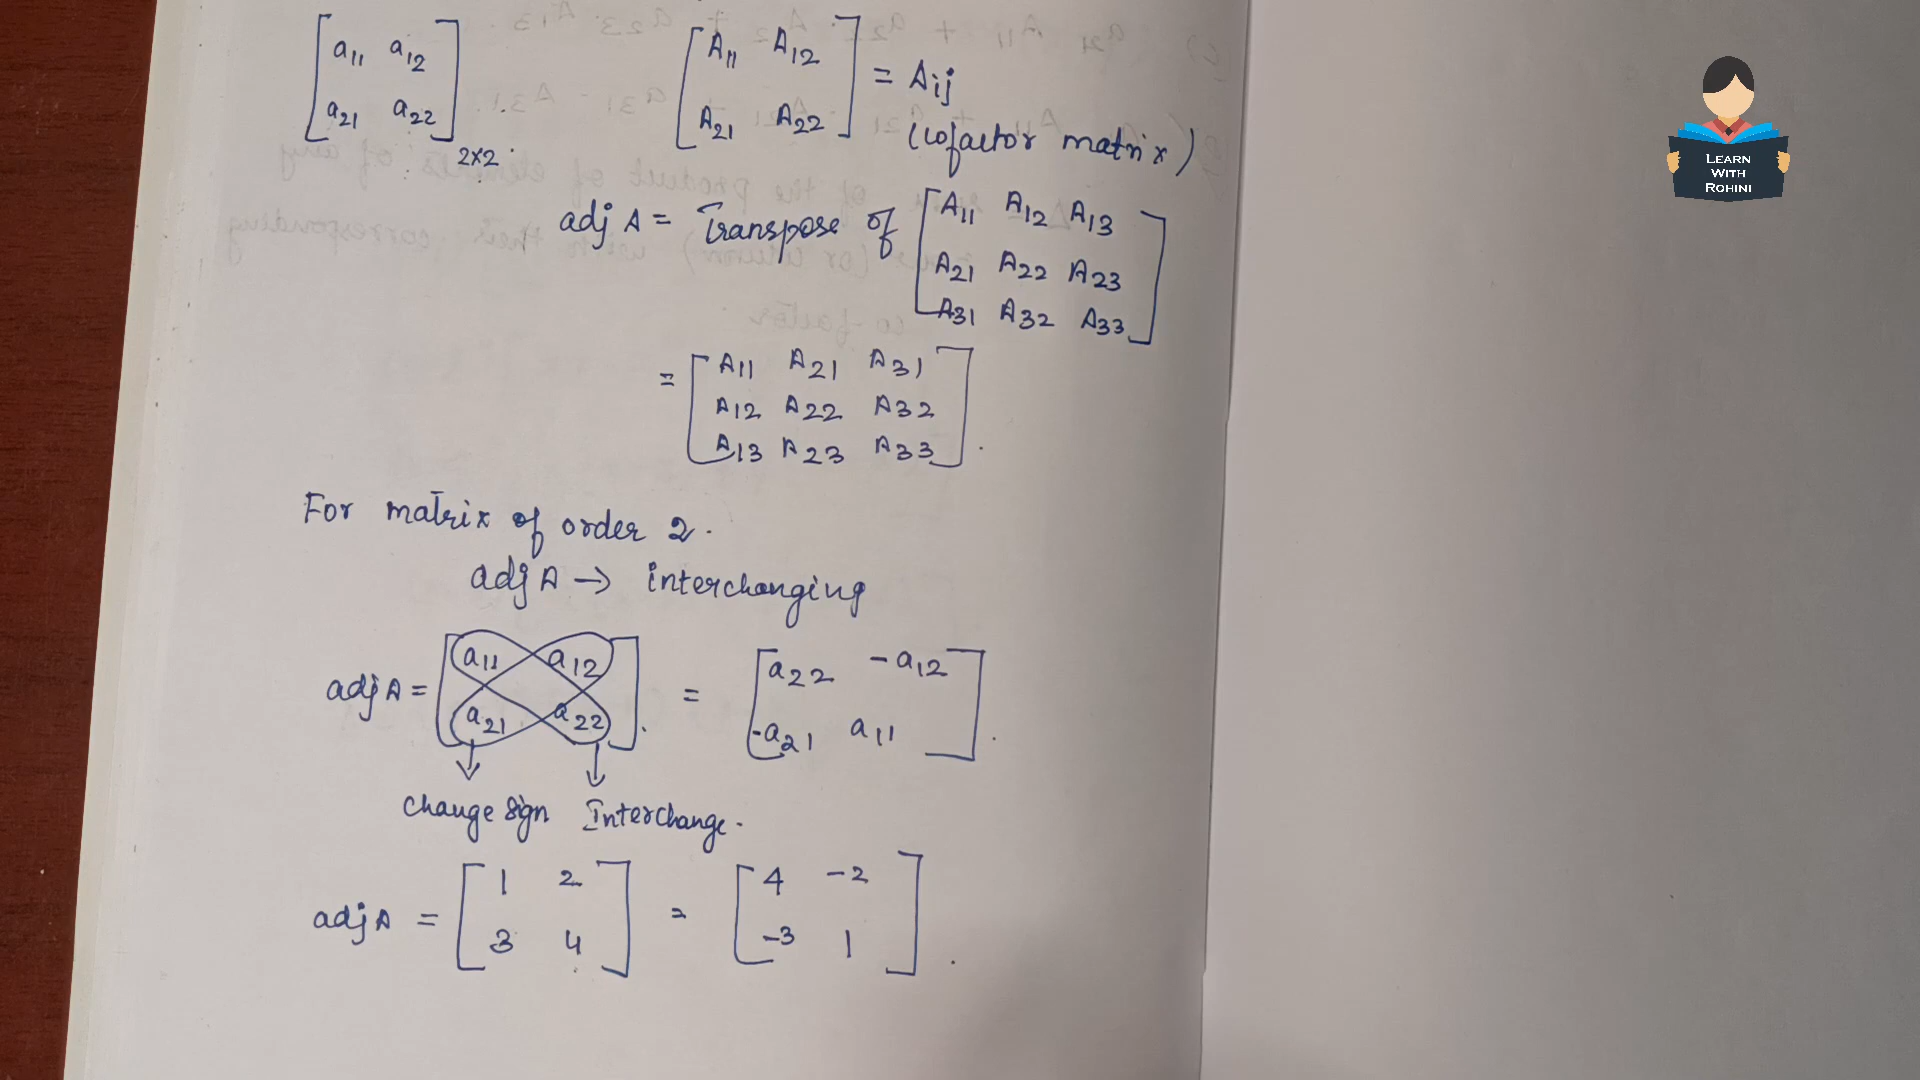 [a11 a12
a21 a22] 2x2.
[A11 A12
A21 A22] = Aij
(cofactor matrix)
adj A = Transpose of [A11 A12 A13
A21 A22 A23
A31 A32 A33]
= [A11 A21 A31
A12 A22 A32
A13 A23 A33].
For matrix of order 2.
adj A → interchanging
adj A = [a11 a12
a21 a22]. = [a22 -a12
-a21 a11].
Change sign Interchange.
adj A = [1 2
3 4] = [4 -2
-3 1].
LEARN
WITH
ROHINI